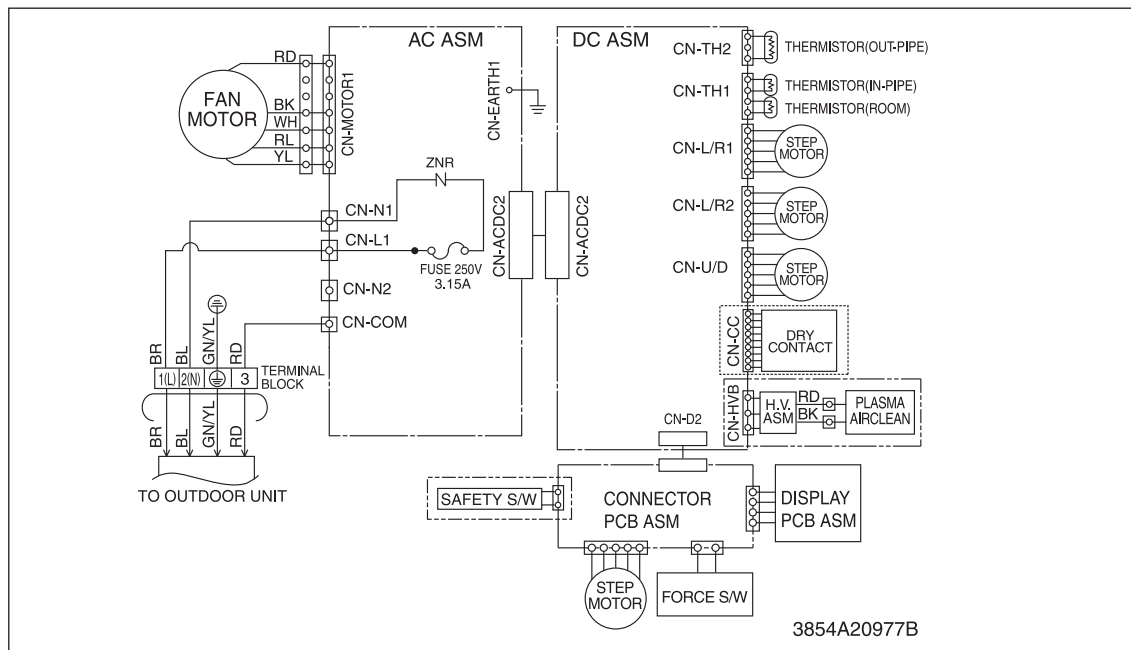 AC ASM
DC ASM
RD
FAN
MOTOR
BK
WH
RL
YL
CN-MOTOR1
CN-EARTH1
ZNR
CN-N1
CN-L1
FUSE 250V
3.15A
CN-N2
CN-COM
CN-ACDC2
CN-ACDC2
BR
BL
GN/YL
RD
1(L)
2(N)
3
TERMINAL
BLOCK
BR
BL
GN/YL
RD
TO OUTDOOR UNIT
CN-TH2
THERMISTOR(OUT-PIPE)
CN-TH1
THERMISTOR(IN-PIPE)
THERMISTOR(ROOM)
CN-L/R1
STEP
MOTOR
CN-L/R2
STEP
MOTOR
CN-U/D
STEP
MOTOR
CN-CC
DRY
CONTACT
CN-HVB
H.V.
ASM
RD
BK
PLASMA
AIRCLEAN
CN-D2
SAFETY S/W
CONNECTOR
PCB ASM
DISPLAY
PCB ASM
STEP
MOTOR
FORCE S/W
3854A20977B